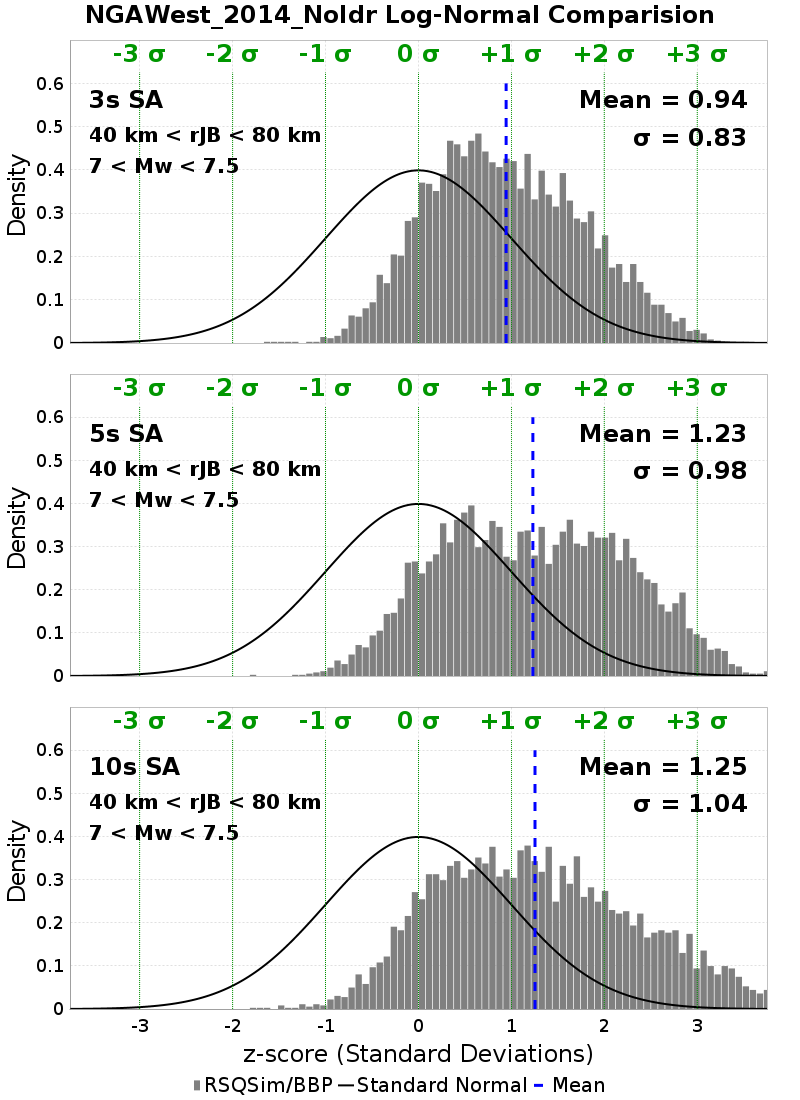 NGAWest_2014_NoIdr Log-Normal Comparision
-3 σ -2 σ -1 σ 0 σ +1 σ +2 σ +3 σ
0.6
0.5
0.4
0.3
0.2
0.1
0
Density
3s SA
40 km < rJB < 80 km
7 < Mw < 7.5
Mean = 0.94
σ = 0.83
-3 σ -2 σ -1 σ 0 σ +1 σ +2 σ +3 σ
0.6
0.5
0.4
0.3
0.2
0.1
0
Density
5s SA
40 km < rJB < 80 km
7 < Mw < 7.5
Mean = 1.23
σ = 0.98
-3 σ -2 σ -1 σ 0 σ +1 σ +2 σ +3 σ
0.6
0.5
0.4
0.3
0.2
0.1
0
Density
10s SA
40 km < rJB < 80 km
7 < Mw < 7.5
Mean = 1.25
σ = 1.04
-3 -2 -1 0 1 2 3
z-score (Standard Deviations)
RSQSim/BBP Standard Normal Mean